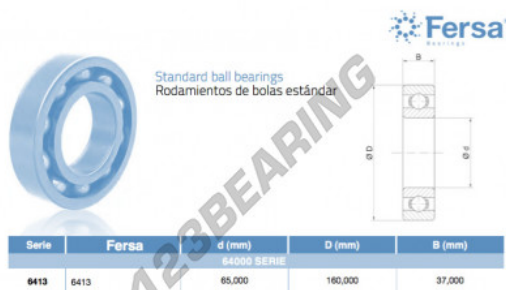 Fersa
Bearings
Standard ball bearings
Rodamientos de bolas estándar
B
Ø D
Ø d
123BEARING
Serie Fersa d (mm) D (mm) B (mm)
64000 SERIE
6413 6413 65,000 160,000 37,000